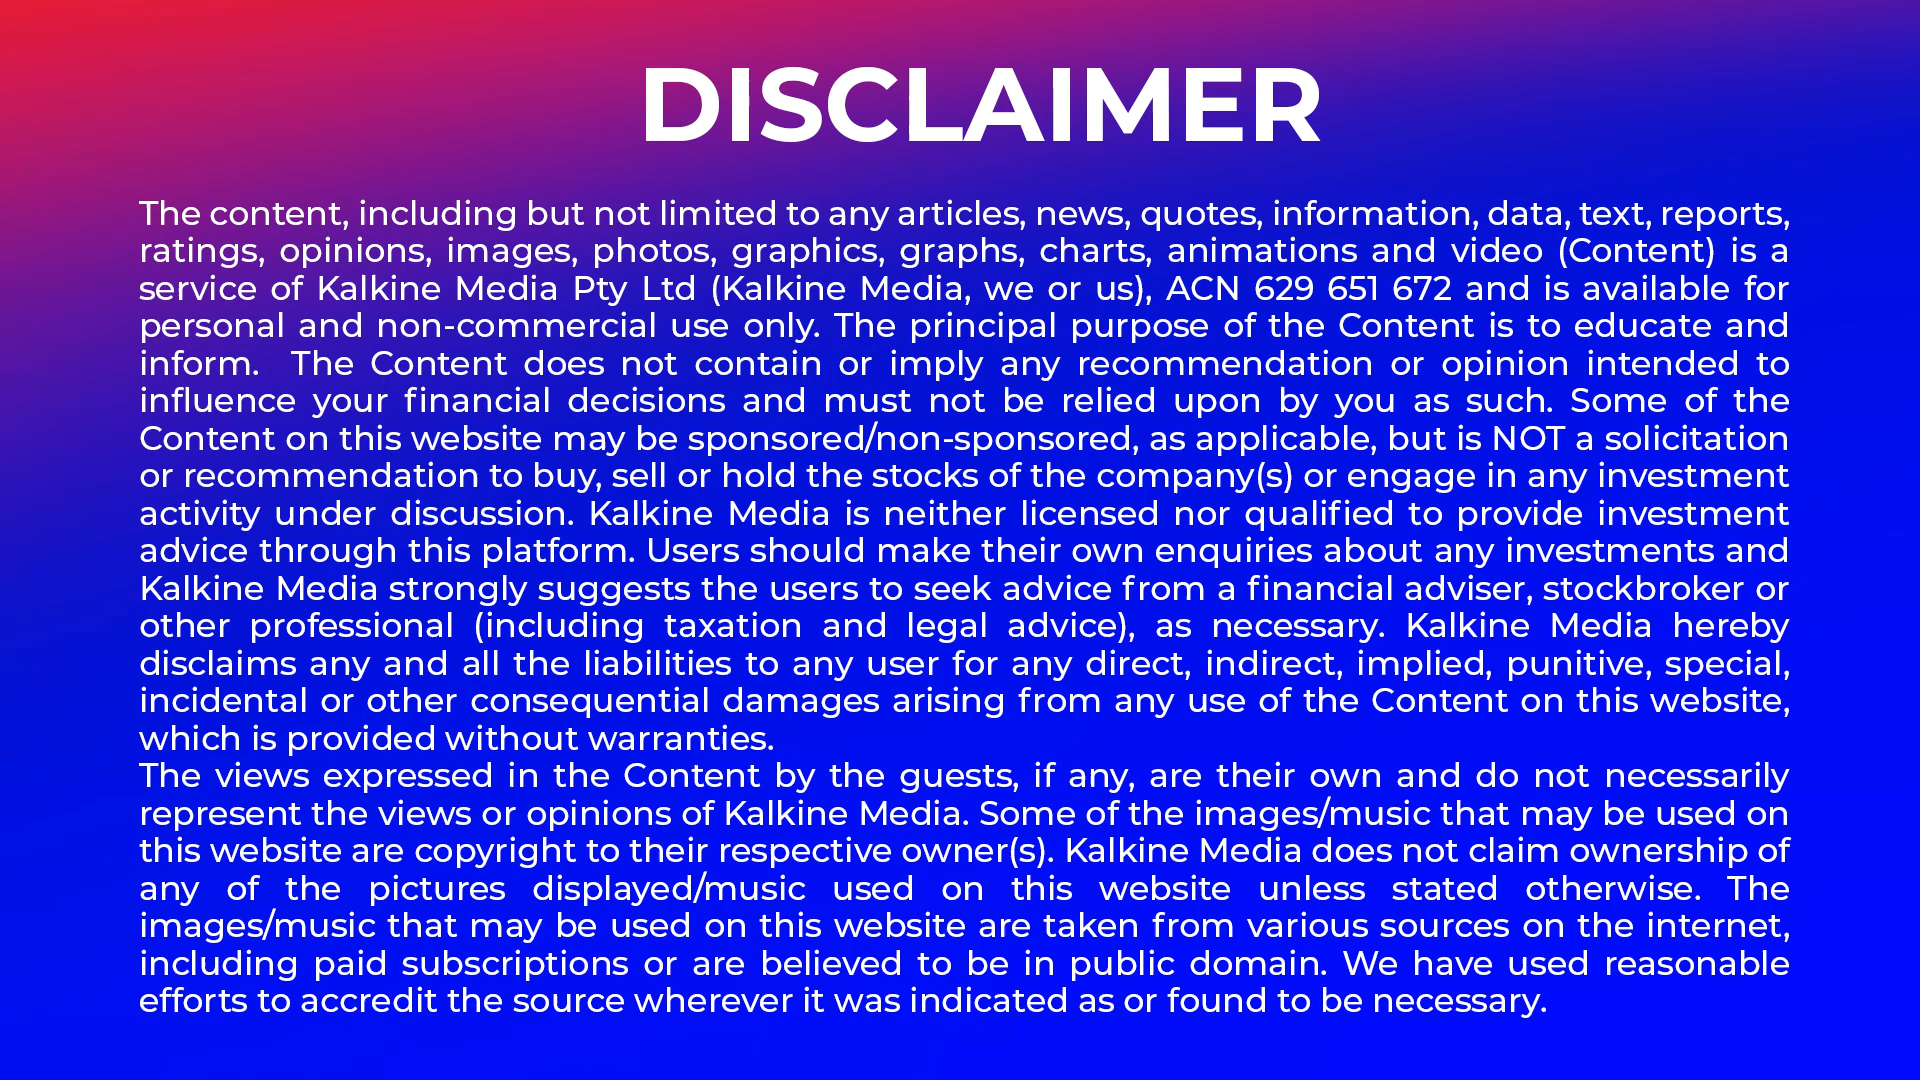 DISCLAIMER
The content, including but not limited to any articles, news, quotes, information, data, text, reports,
ratings, opinions, images, photos, graphics, graphs, charts, animations and video (Content) is a
service of Kalkine Media Pty Ltd (Kalkine Media, we or us), ACN 629 651 672 and is available for
personal and non-commercial use only. The principal purpose of the Content is to educate and
inform.  The Content does not contain or imply any recommendation or opinion intended to
influence your financial decisions and must not be relied upon by you as such. Some of the
Content on this website may be sponsored/non-sponsored, as applicable, but is NOT a solicitation
or recommendation to buy, sell or hold the stocks of the company(s) or engage in any investment
activity under discussion. Kalkine Media is neither licensed nor qualified to provide investment
advice through this platform. Users should make their own enquiries about any investments and
Kalkine Media strongly suggests the users to seek advice from a financial adviser, stockbroker or
other professional (including taxation and legal advice), as necessary. Kalkine Media hereby
disclaims any and all the liabilities to any user for any direct, indirect, implied, punitive, special,
incidental or other consequential damages arising from any use of the Content on this website,
which is provided without warranties.
The views expressed in the Content by the guests, if any, are their own and do not necessarily
represent the views or opinions of Kalkine Media. Some of the images/music that may be used on
this website are copyright to their respective owner(s). Kalkine Media does not claim ownership of
any of the pictures displayed/music used on this website unless stated otherwise. The
images/music that may be used on this website are taken from various sources on the internet,
including paid subscriptions or are believed to be in public domain. We have used reasonable
efforts to accredit the source wherever it was indicated as or found to be necessary.